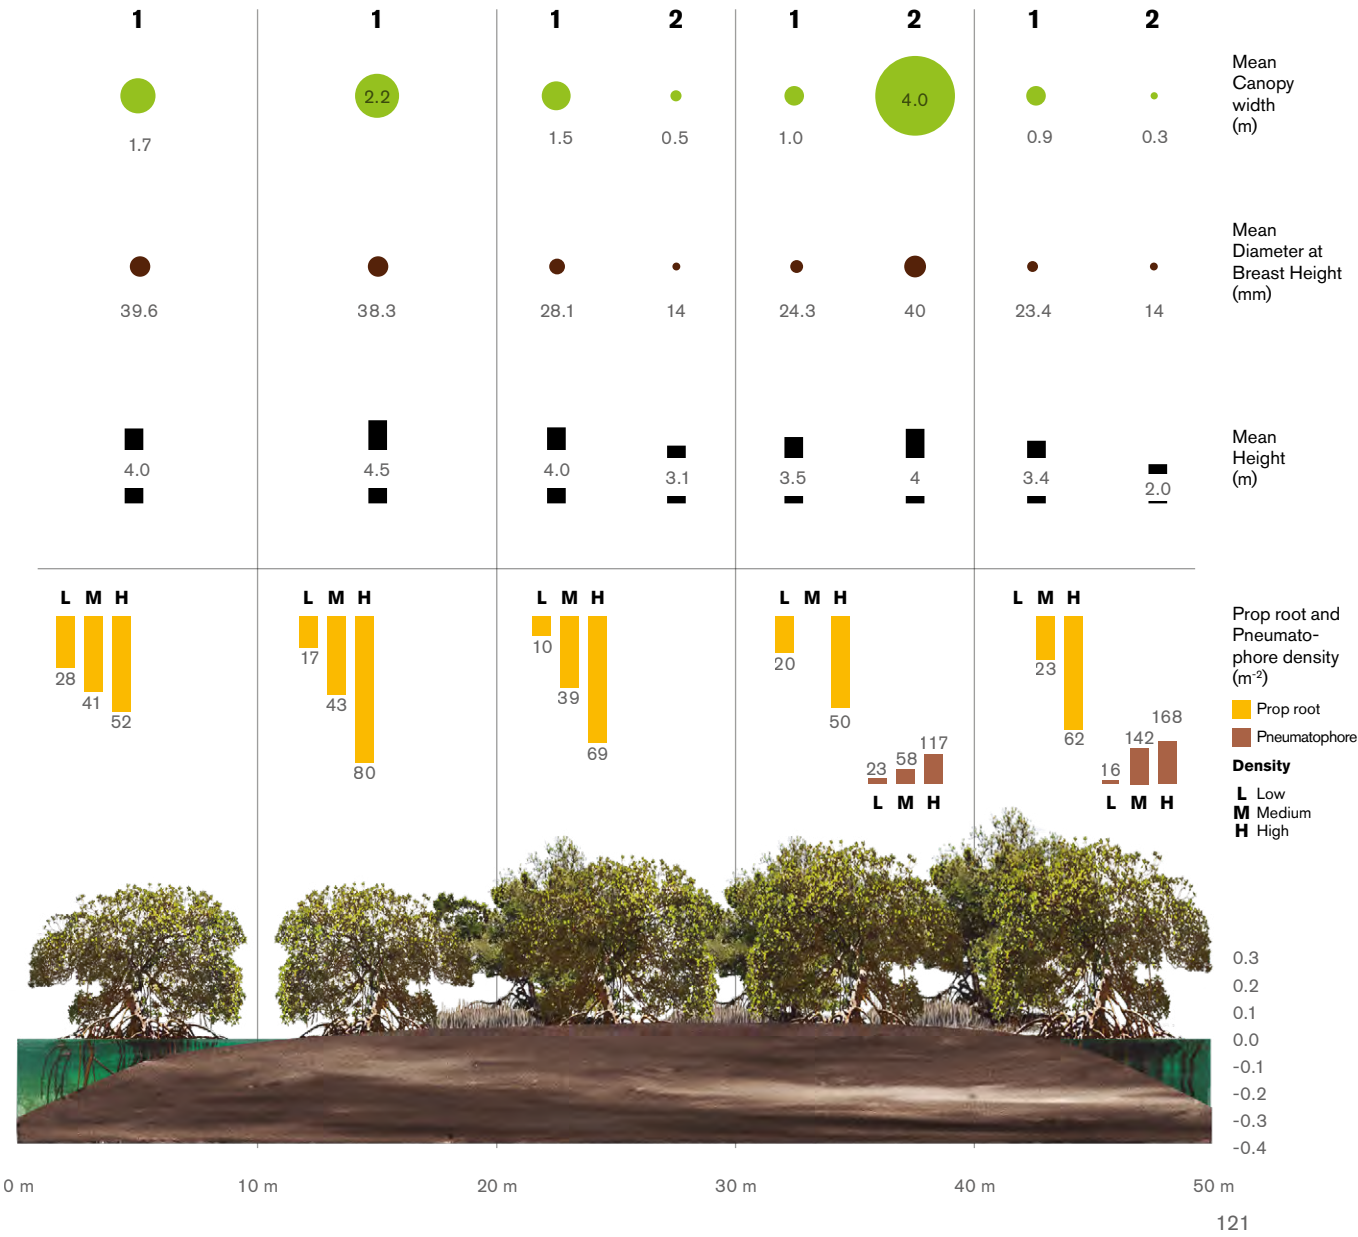 1 1 1 2 1 2 1 2
Mean
Canopy
width
(m)
1.7 2.2 1.5 0.5 1.0 4.0 0.9 0.3
Mean
Diameter at
Breast Height
(mm)
39.6 38.3 28.1 14 24.3 40 23.4 14
Mean
Height
(m)
4.0 4.5 4.0 3.1 3.5 4 3.4 2.0
L M H L M H L M H L M H L M H
28 41 52 17 43 80 10 39 69 20 50 23 62
23 58 117 16 142 168
L M H L M H
Prop root and
Pneumato-
phore density
(m-2)
Prop root
Pneumatophore
Density
L Low
M Medium
H High
0.3
0.2
0.1
0.0
-0.1
-0.2
-0.3
-0.4
0 m 10 m 20 m 30 m 40 m 50 m
121